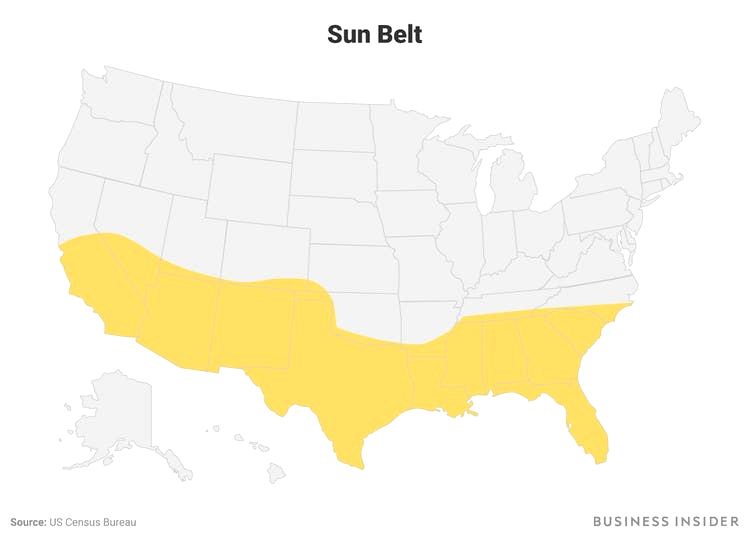 Sun Belt
Source: US Census Bureau
BUSINESS INSIDER